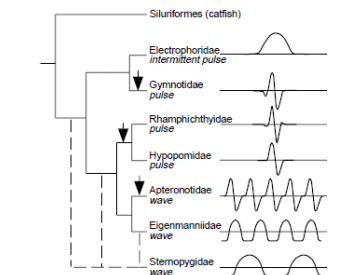 Siluriformes (catfish)
Electrophoridae
intermittent pulse
Gymnotidae
pulse
Rhamphichthyidae
pulse
Hypopomidae
pulse
Apteronotidae
wave
Eigenmanniidae
wave
Sternopygidae
wave